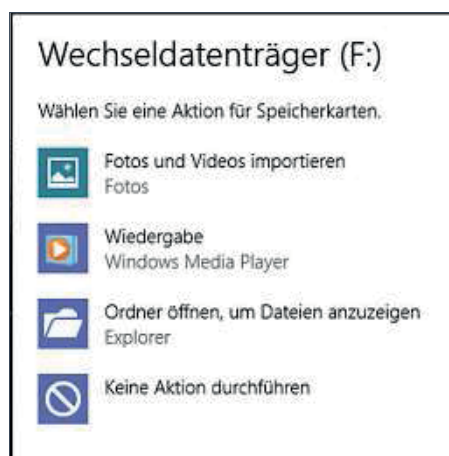 Wechseldatenträger (F:)
Wählen Sie eine Aktion für Speicherkarten.
Fotos und Videos importieren
Fotos
Wiedergabe
Windows Media Player
Ordner öffnen, um Dateien anzuzeigen
Explorer
Keine Aktion durchführen